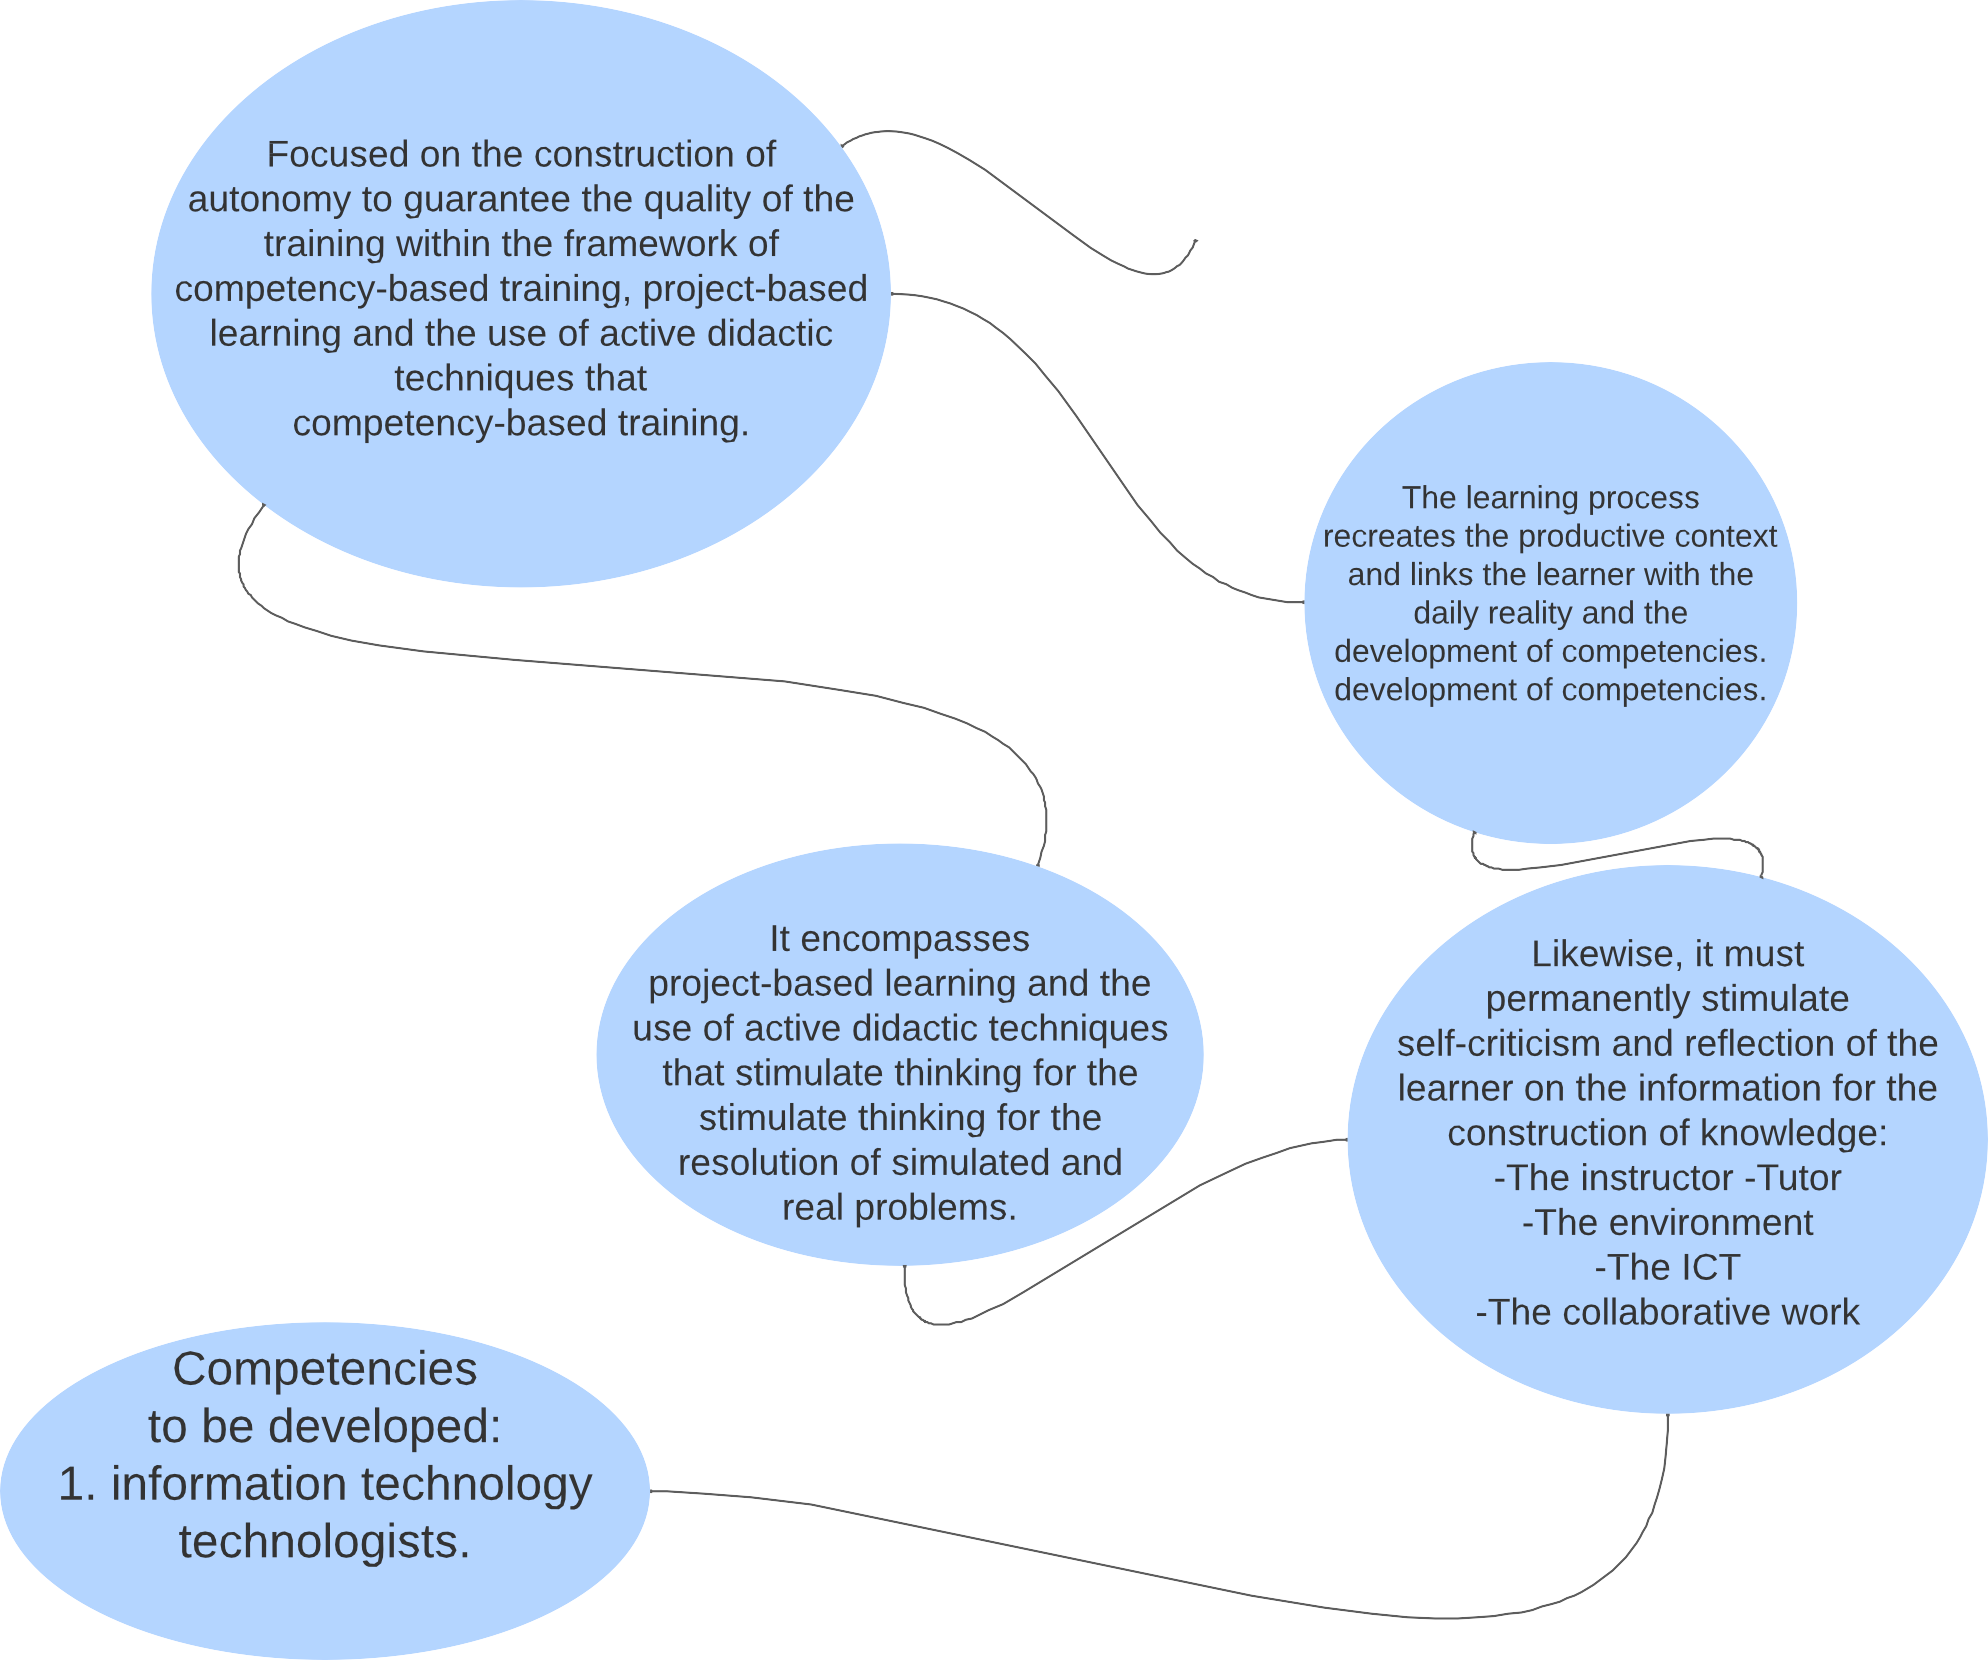 Focused on the construction of
autonomy to guarantee the quality of the
training within the framework of
competency-based training, project-based
learning and the use of active didactic
techniques that
competency-based training.
The learning process
recreates the productive context
and links the learner with the
daily reality and the
development of competencies.
development of competencies.
It encompasses
project-based learning and the
use of active didactic techniques
that stimulate thinking for the
stimulate thinking for the
resolution of simulated and
real problems.
Likewise, it must
permanently stimulate
self-criticism and reflection of the
learner on the information for the
construction of knowledge:
-The instructor -Tutor
-The environment
-The ICT
-The collaborative work
Competencies
to be developed:
1. information technology
technologists.